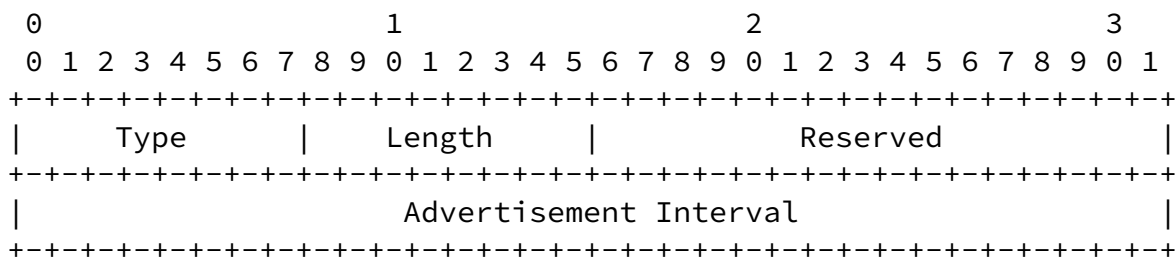 0                   1                   2                   3
 0 1 2 3 4 5 6 7 8 9 0 1 2 3 4 5 6 7 8 9 0 1 2 3 4 5 6 7 8 9 0 1
+-+-+-+-+-+-+-+-+-+-+-+-+-+-+-+-+-+-+-+-+-+-+-+-+-+-+-+-+-+-+-+-+
|     Type      |    Length     |           Reserved            |
+-+-+-+-+-+-+-+-+-+-+-+-+-+-+-+-+-+-+-+-+-+-+-+-+-+-+-+-+-+-+-+-+
|                     Advertisement Interval                    |
+-+-+-+-+-+-+-+-+-+-+-+-+-+-+-+-+-+-+-+-+-+-+-+-+-+-+-+-+-+-+-+-+